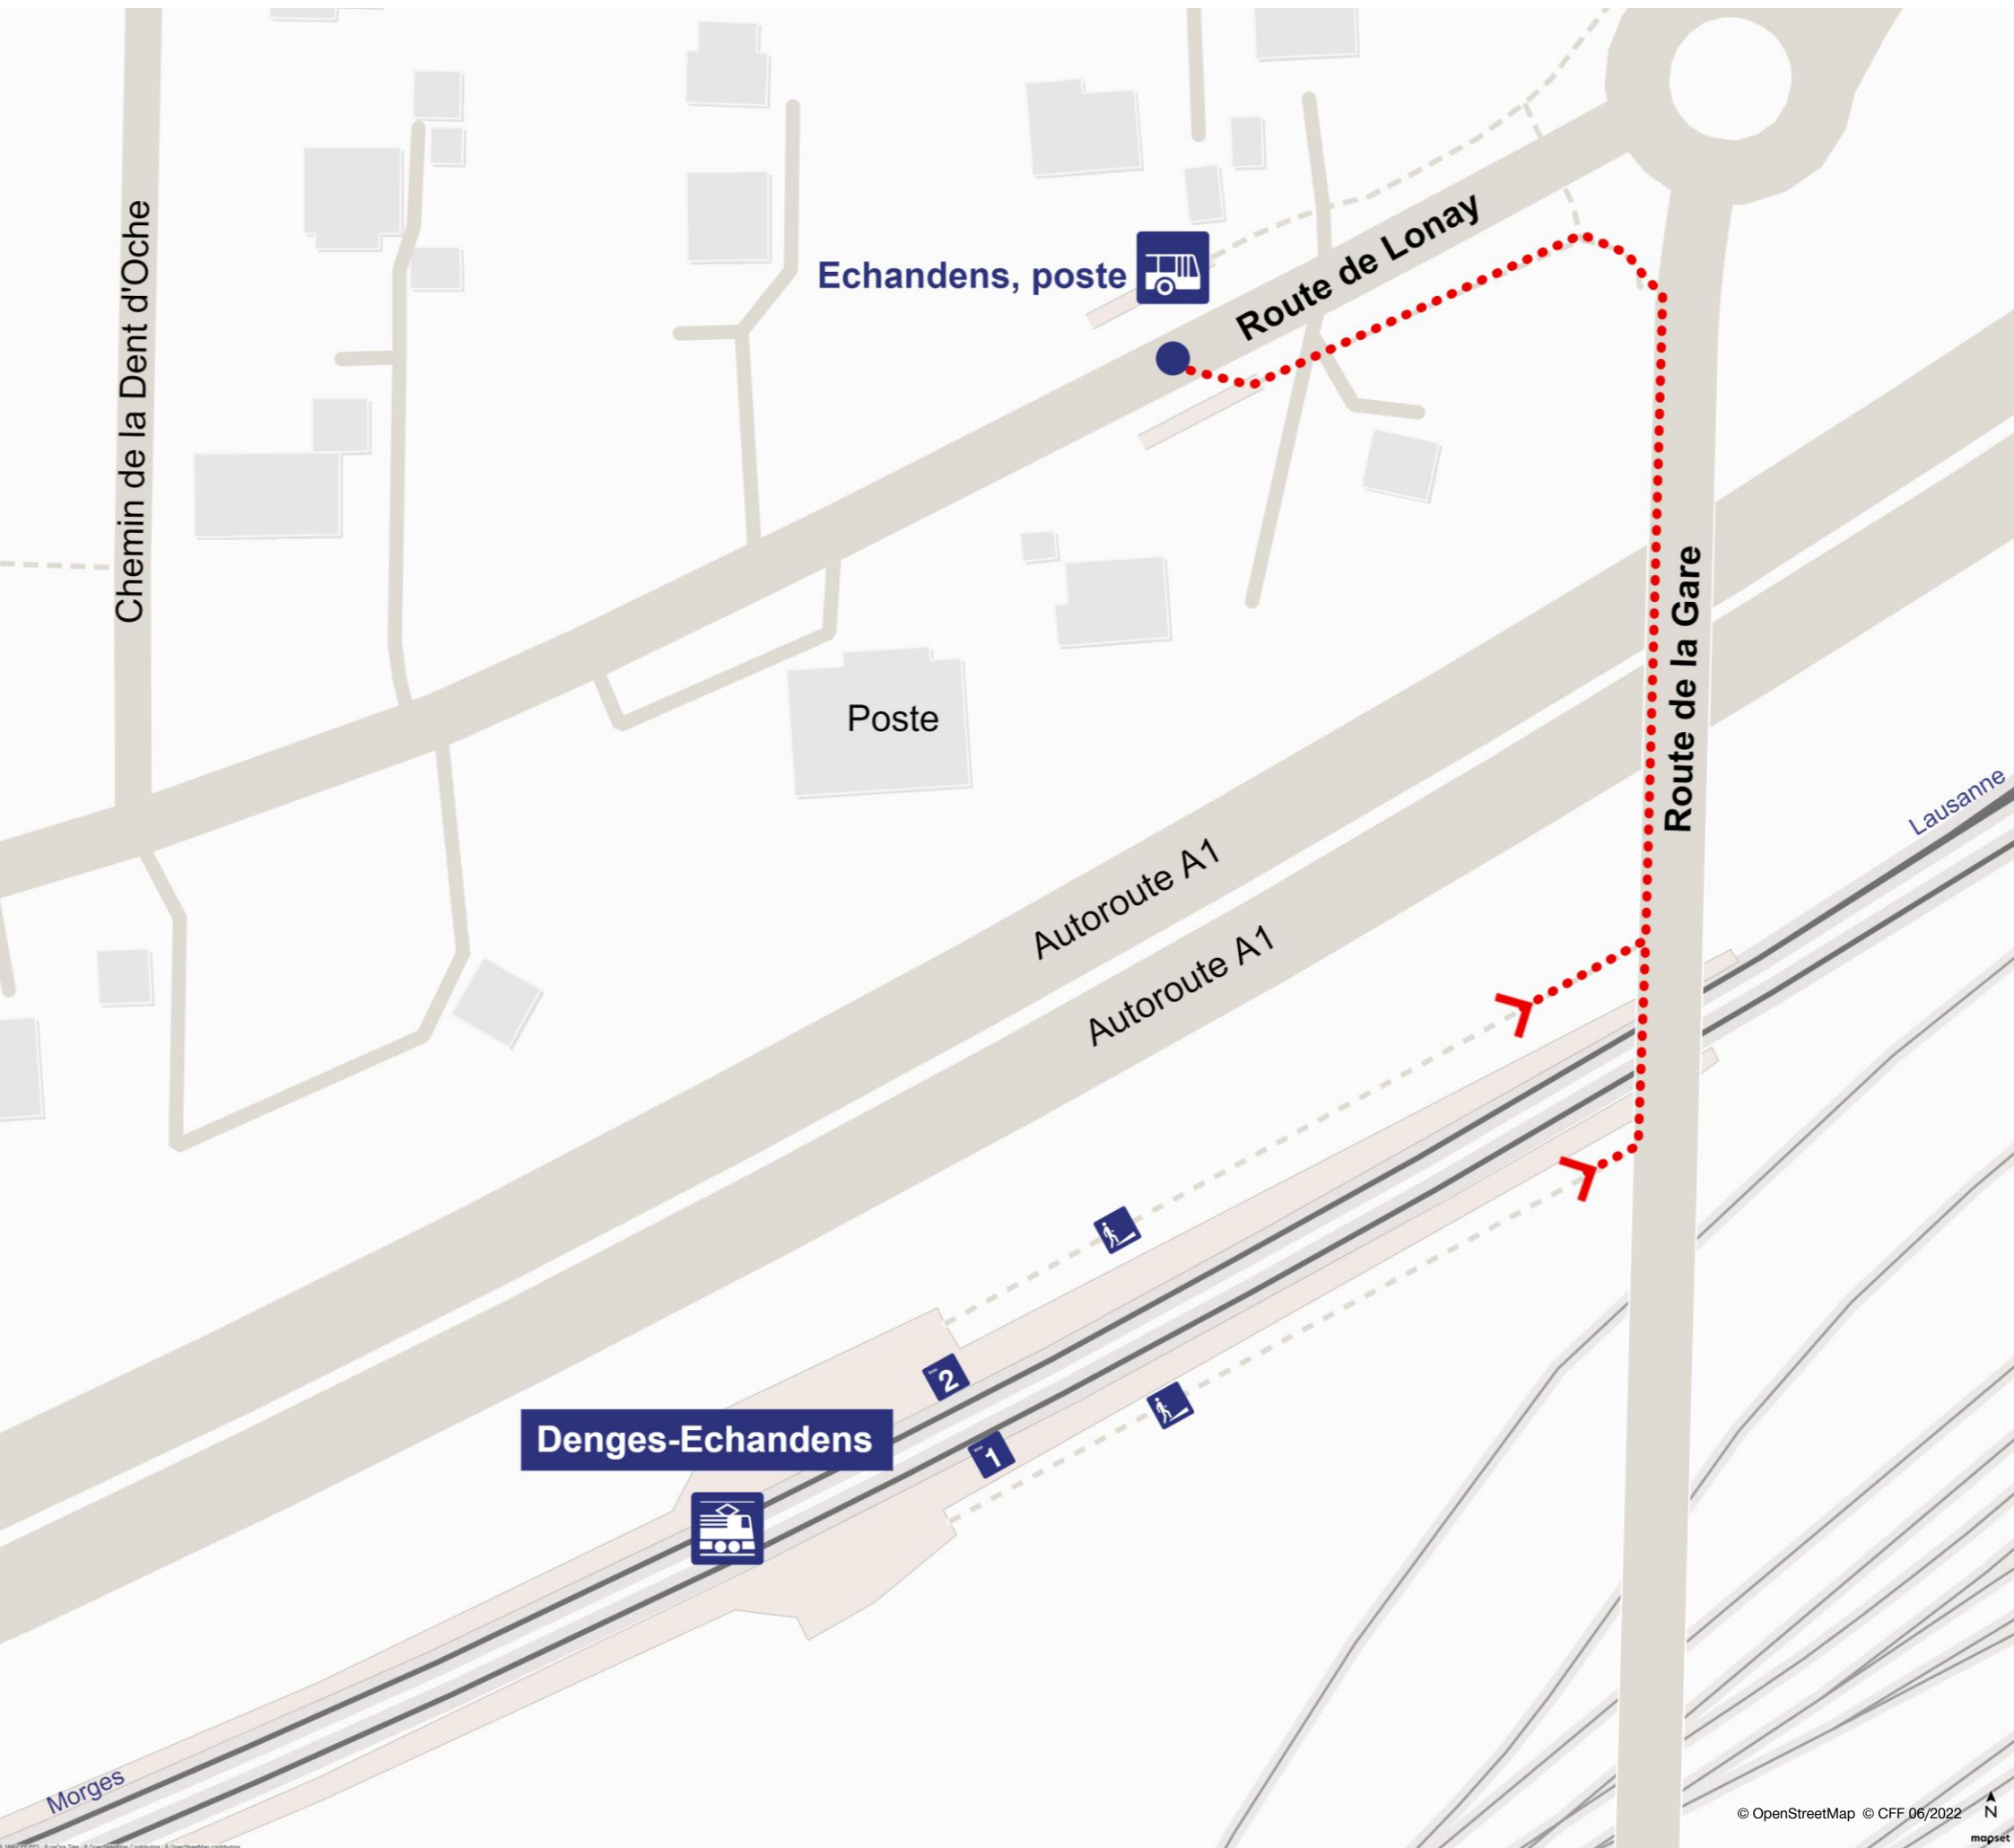 Chemin de la Dent d'Oche
Echandens, poste
Route de Lonay
Route de la Gare
Poste
Lausanne
Autoroute A1
Autoroute A1
2
Denges-Echandens
1
Morges
© OpenStreetMap © CFF 06/2022
N
mapset